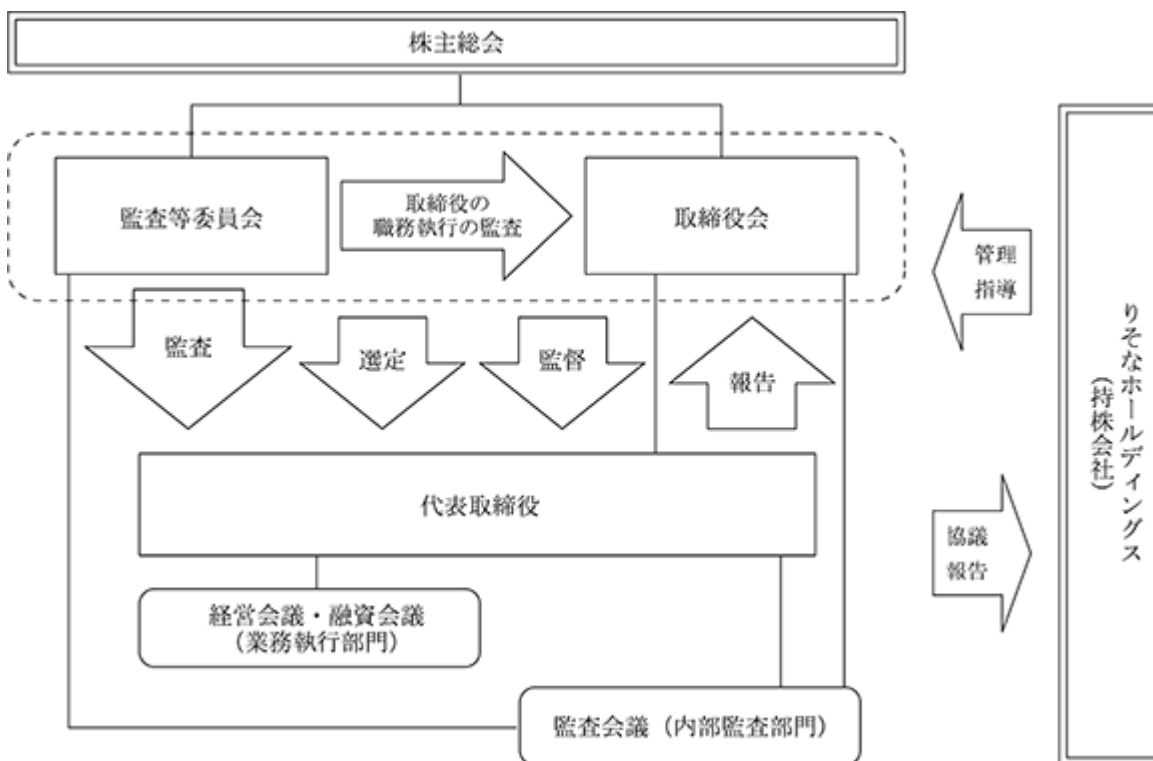 株主総会
監査等委員会
取締役の
職務執行の監査
取締役会
管理
指導
監査
選定
監督
報告
りそなホールディングス
（持株会社）
代表取締役
協議
報告
経営会議・融資会議
（業務執行部門）
監査会議（内部監査部門）